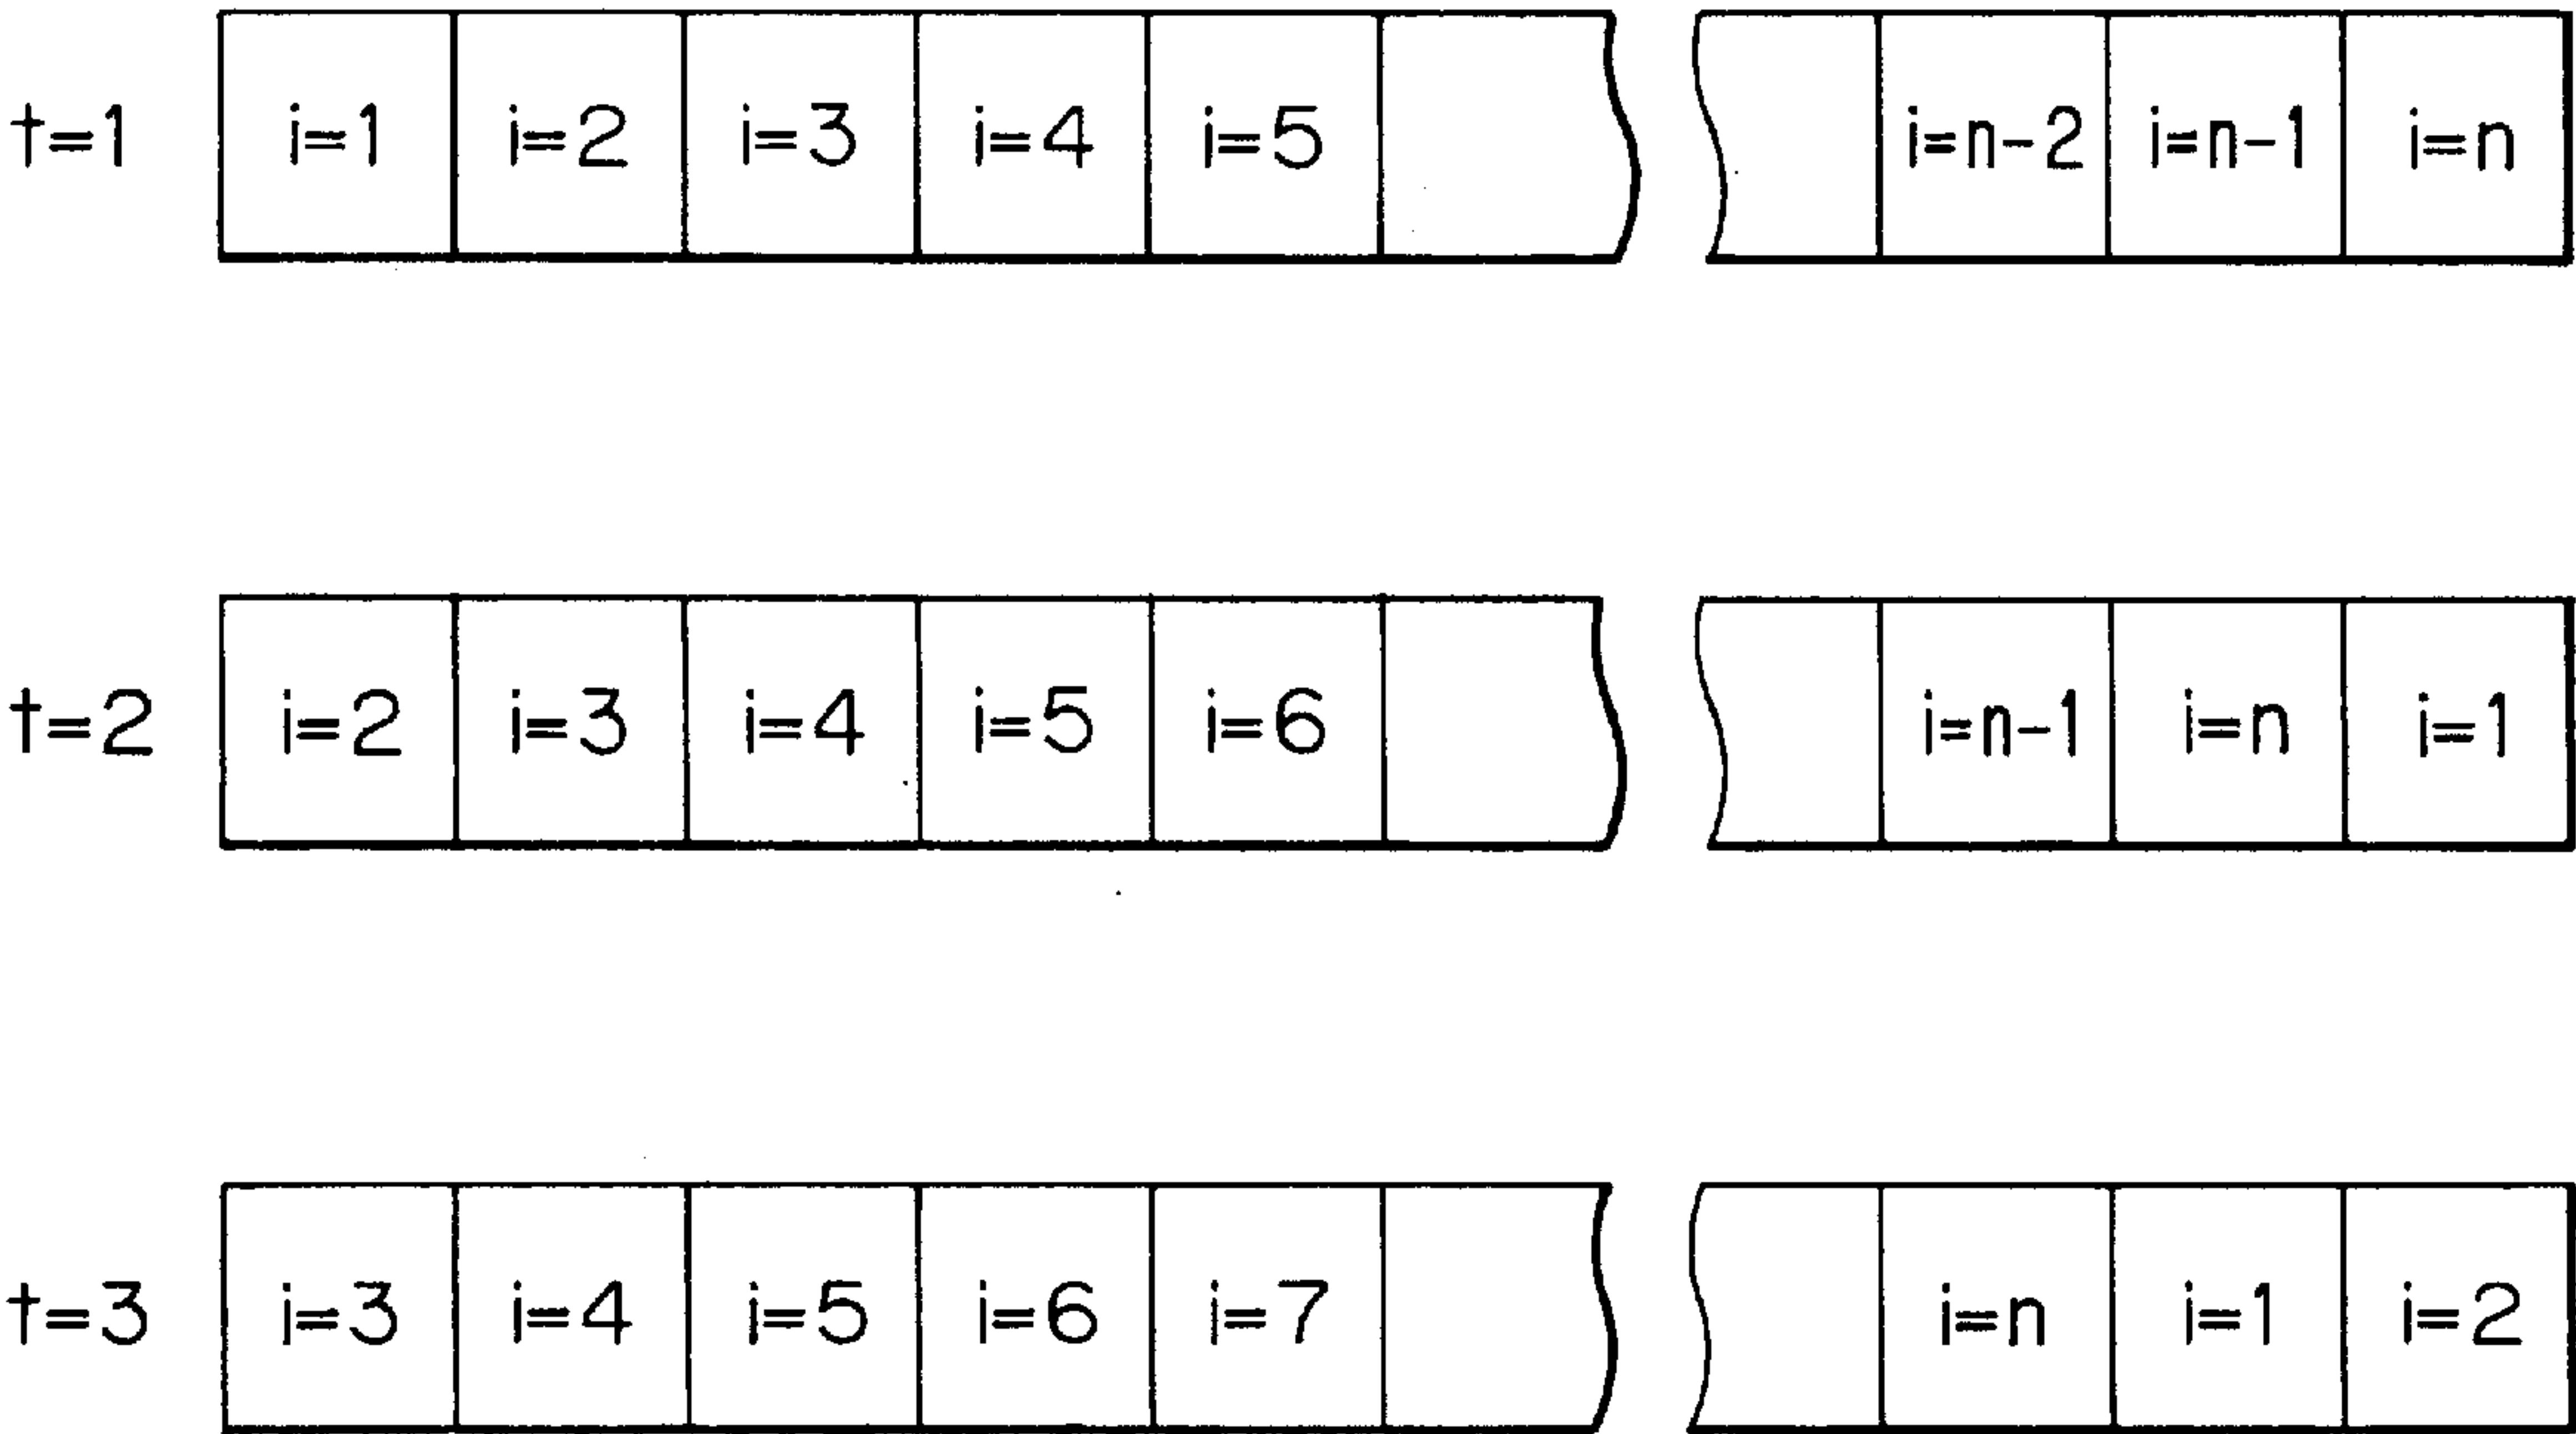 t=1 i=1 i=2 i=3 i=4 i=5 i=n-2 i=n-1 i=n
t=2 i=2 i=3 i=4 i=5 i=6 i=n-1 i=n i=1
t=3 i=3 i=4 i=5 i=6 i=7 i=n i=1 i=2